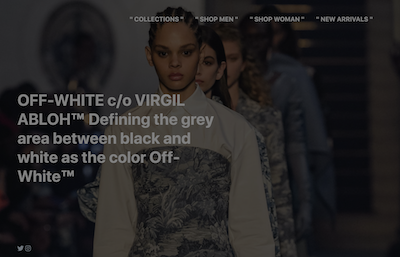 " COLLECTIONS " " SHOP MEN " " SHOP WOMAN " " NEW ARRIVALS "
OFF-WHITE c/o VIRGIL
ABLOH™ Defining the grey
area between black and
white as the color Off-
White™